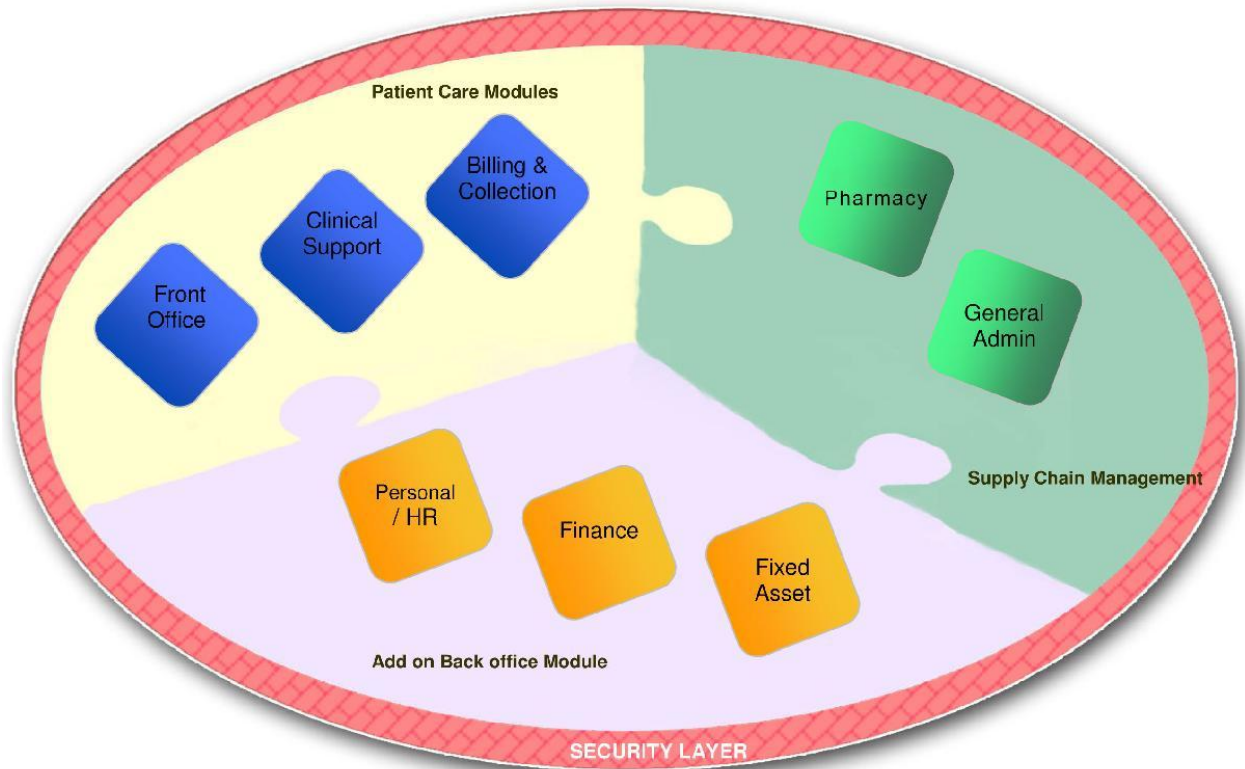 Patient Care Modules
Billing &
Collection
Clinical
Support
Front
Office
Pharmacy
General
Admin
Supply Chain Management
Personal
/ HR
Finance
Fixed
Asset
Add on Back office Module
SECURITY LAYER